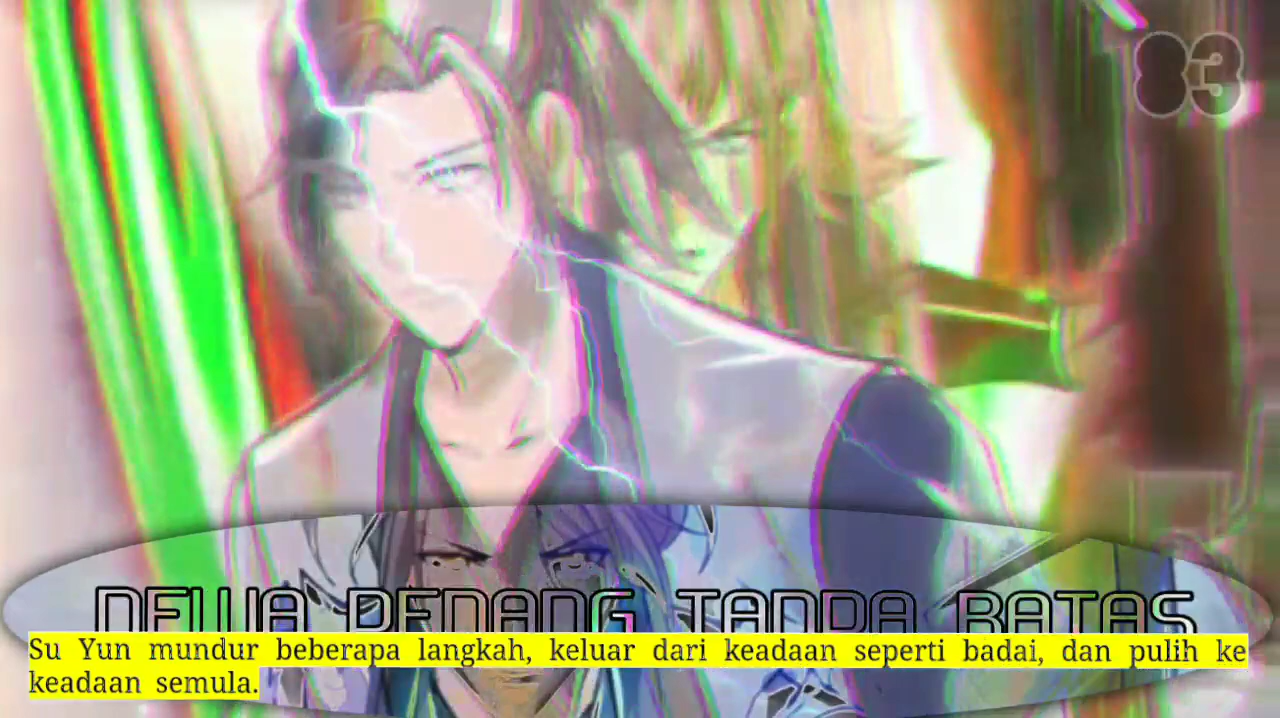 83
DEWA PEDANG TANPA BATAS
Su Yun mundur beberapa langkah, keluar dari keadaan seperti badai, dan pulih ke
keadaan semula.